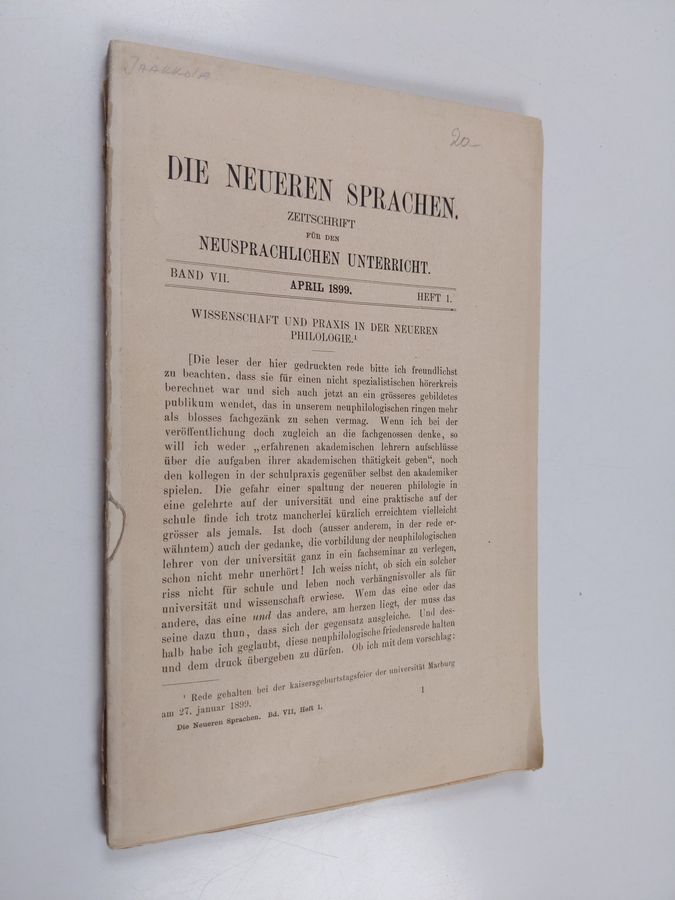 JAAKKOLA
20-
DIE NEUEREN SPRACHEN.
ZEITSCHRIFT
FÜR DEN
NEUSPRACHLICHEN UNTERRICHT.
BAND VII. APRIL 1899. HEFT 1.
WISSENSCHAFT UND PRAXIS IN DER NEUEREN
PHILOLOGIE.¹
[Die leser der hier gedruckten rede bitte ich freundlichst
zu beachten, dass sie für einen nicht spezialistischen hörerkreis
berechnet war und sich auch jetzt an ein grösseres gebildetes
publikum wendet, das in unserem neuphilologischen ringen mehr
als blosses fachgezänk zu sehen vermag. Wenn ich bei der
veröffentlichung doch zugleich an die fachgenossen denke, so
will ich weder „erfahrenen akademischen lehrern aufschlüsse
über die aufgaben ihrer akademischen thätigkeit geben“, noch
den kollegen in der schulpraxis gegenüber selbst den akademiker
spielen. Die gefahr einer spaltung der neueren philologie in
eine gelehrte auf der universität und eine praktische auf der
schule finde ich trotz mancherlei kürzlich erreichtem vielleicht
grösser als jemals. Ist doch (ausser anderem, in der rede er-
wähntem) auch der gedanke, die vorbildung der neuphilologischen
lehrer von der universität ganz in ein fachseminar zu verlegen,
schon nicht mehr unerhört! Ich weiss nicht, ob sich ein solcher
riss nicht für schule und leben noch verhängnisvoller als für
universität und wissenschaft erwiese. Wem das eine oder das
andere, das eine und das andere, am herzen liegt, der muss das
seine dazu thun, dass sich der gegensatz ausgleiche. Und des-
halb habe ich geglaubt, diese neuphilologische friedensrede halten
und dem druck übergeben zu dürfen. Ob ich mit dem vorschlag:
¹ Rede gehalten bei der kaisersgeburtstagsfeier der universität Marburg
am 27. januar 1899.
Die Neueren Sprachen. Bd. VII, Heft 1. 1